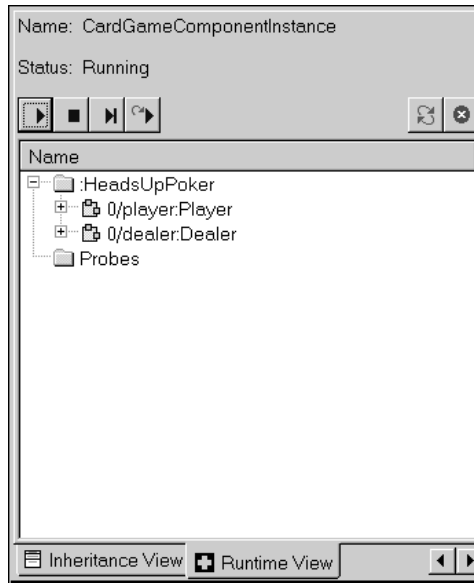 Name: CardGameComponentInstance
Status: Running
Name
:HeadsUpPoker
0/player:Player
0/dealer:Dealer
Probes
Inheritance View Runtime View